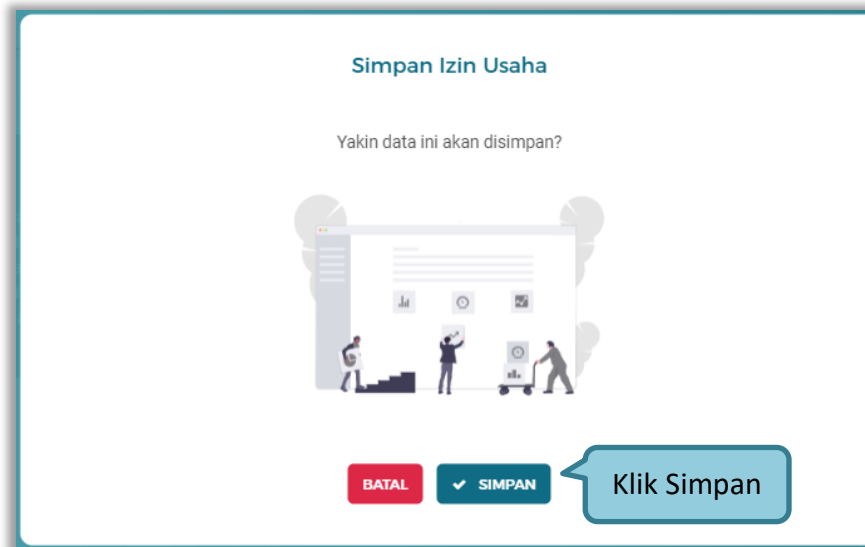 Simpan Izin Usaha
Yakin data ini akan disimpan?
BATAL
SIMPAN
Klik Simpan